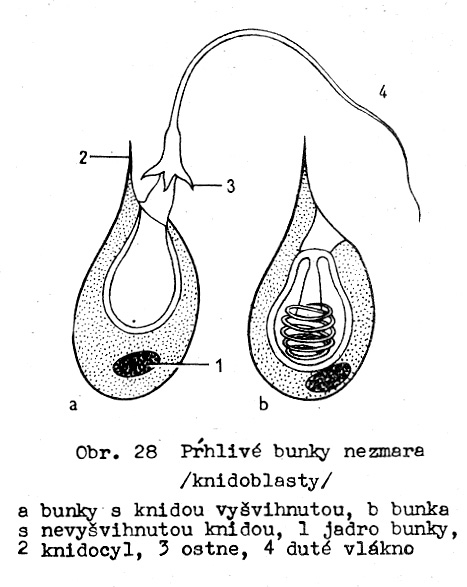 4
2
3
1
a
b
Obr. 28 Pŕhlivé bunky nezmara
/knidoblasty/
a bunky s knidou vyšvihnutou, b bunka
s nevyšvihnutou knidou, 1 jadro bunky,
2 knidocyl, 3 ostne, 4 duté vlákno